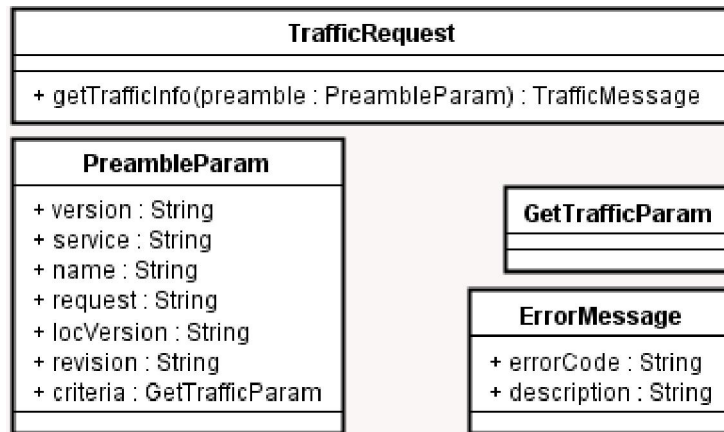 TrafficRequest
+ getTrafficInfo(preamble : PreambleParam) : TrafficMessage
PreambleParam
+ version : String
+ service : String
+ name : String
+ request : String
+ locVersion : String
+ revision : String
+ criteria : GetTrafficParam
GetTrafficParam
ErrorMessage
+ errorCode : String
+ description : String